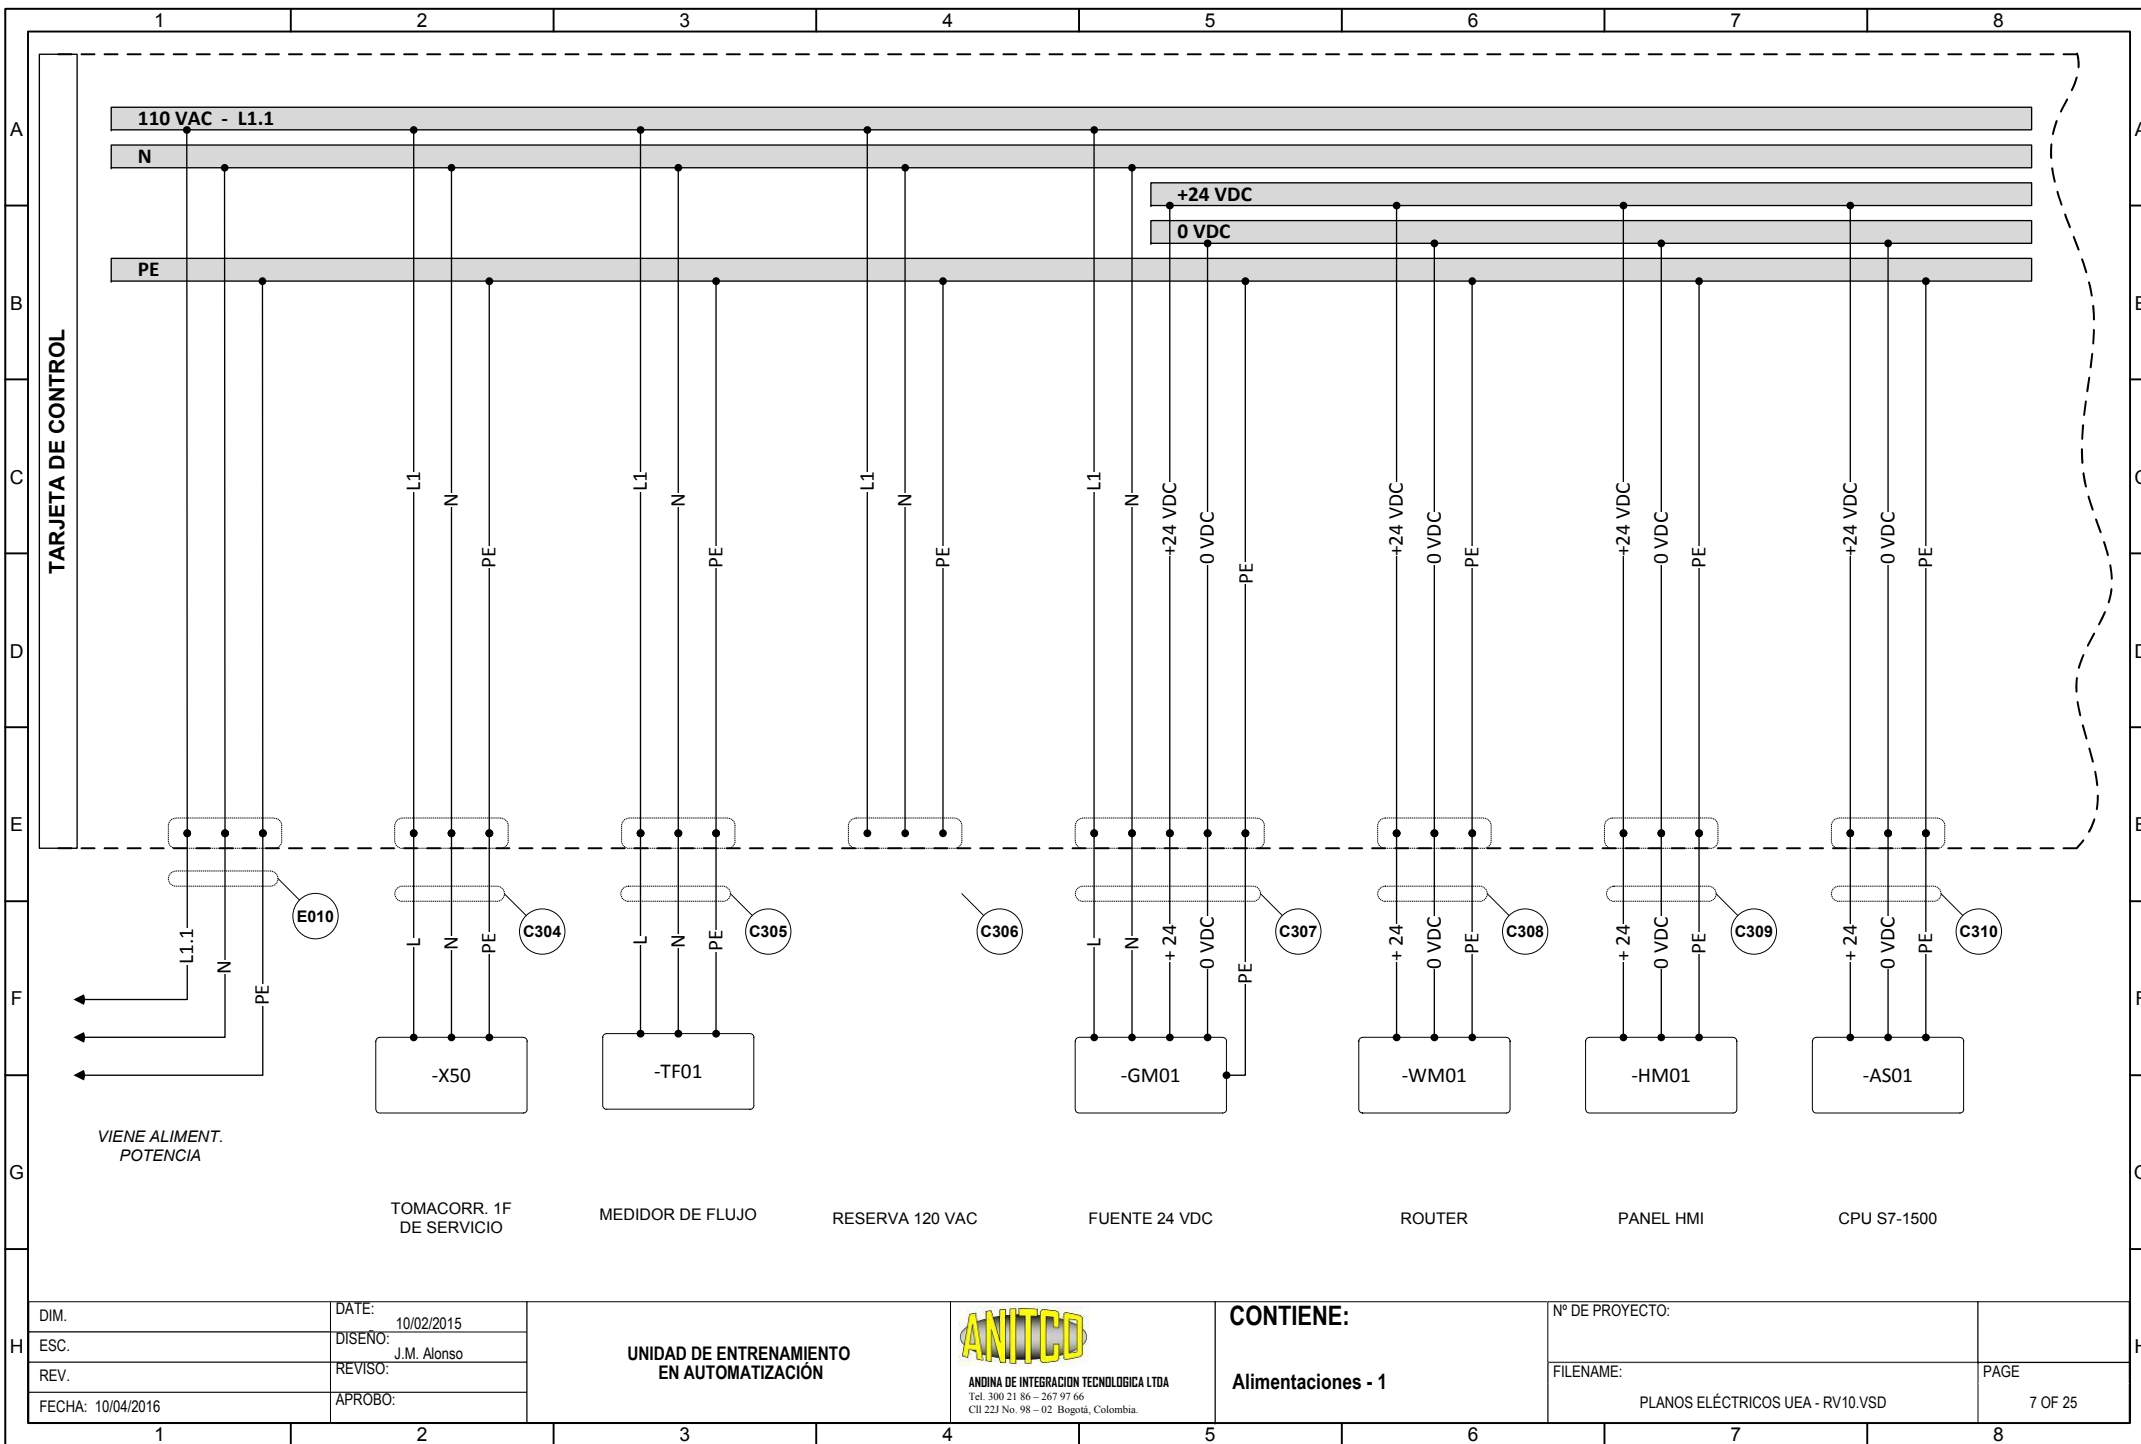 1 2 3 4 5 6 7 8
A
B
C
D
E
F
G
H
TARJETA DE CONTROL
110 VAC - L1.1
N
+24 VDC
0 VDC
PE
L1 N PE
L1 N PE
L1 N PE
L1 N +24 VDC 0 VDC PE
+24 VDC 0 VDC PE
+24 VDC 0 VDC PE
+24 VDC 0 VDC PE
E010 C304 C305 C306 C307 C308 C309 C310
L1.1 N PE
L N PE
L N PE
L N + 24 0 VDC PE
+ 24 0 VDC PE
+ 24 0 VDC PE
+ 24 0 VDC PE
-X50 -TF01 -GM01 -WM01 -HM01 -AS01
VIENE ALIMENT.
POTENCIA
TOMACORR. 1F
DE SERVICIO
MEDIDOR DE FLUJO
RESERVA 120 VAC
FUENTE 24 VDC
ROUTER
PANEL HMI
CPU S7-1500
DIM.
ESC.
REV.
FECHA: 10/04/2016
DATE:
10/02/2015
DISEÑO:
J.M. Alonso
REVISO:
APROBO:
UNIDAD DE ENTRENAMIENTO
EN AUTOMATIZACIÓN
ANITCO
ANDINA DE INTEGRACION TECNOLOGICA LTDA
Tel. 300 21 86 – 267 97 66
Cll 22J No. 98 – 02 Bogotá, Colombia.
CONTIENE:
Alimentaciones - 1
Nº DE PROYECTO:
FILENAME:
PLANOS ELÉCTRICOS UEA - RV10.VSD
PAGE
7 OF 25
1 2 3 4 5 6 7 8